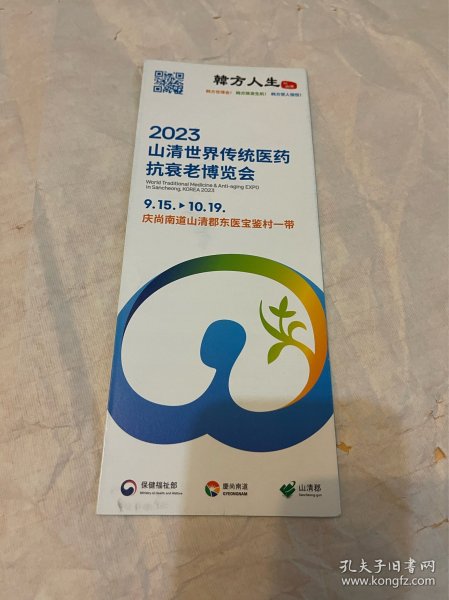 韓方人生
2023
山清世界传统医药
抗衰老博览会
World Traditional Medicine & Anti-aging EXPO
in Sancheong, KOREA 2023
9.15. ▸ 10.19.
庆尚南道山清郡东医宝鉴村一带
保健福祉部
Ministry of Health and Welfare
慶尚南道
GYEONGNAM
山清郡
Sancheong-gun
孔夫子旧书网
www.kongfz.com